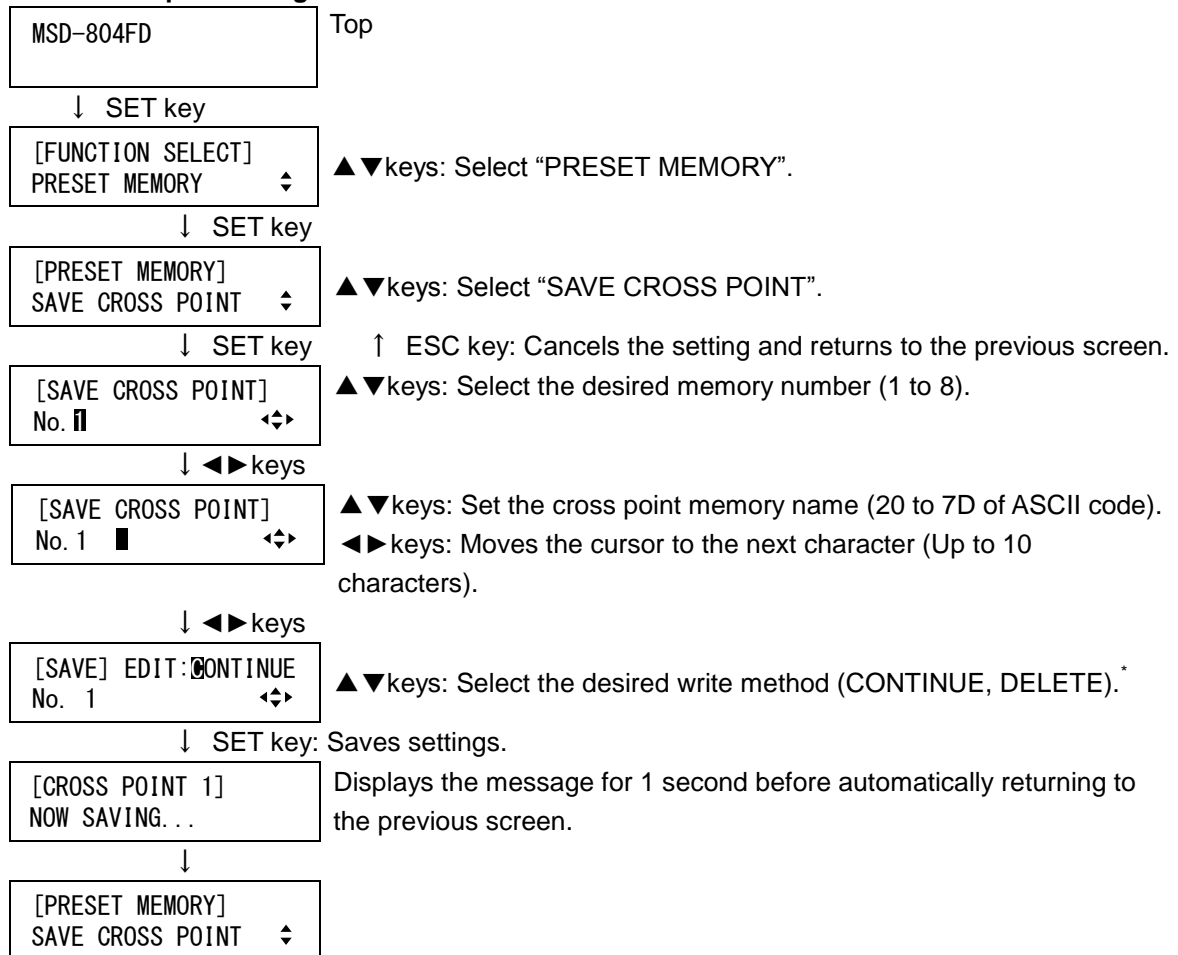 MSD-804FD
Top
↓ SET key
[FUNCTION SELECT]
PRESET MEMORY
▲▼keys: Select “PRESET MEMORY”.
↓ SET key
[PRESET MEMORY]
SAVE CROSS POINT
▲▼keys: Select “SAVE CROSS POINT”.
↓ SET key ↑ ESC key: Cancels the setting and returns to the previous screen.
[SAVE CROSS POINT]
No.1
▲▼keys: Select the desired memory number (1 to 8).
↓◄►keys
[SAVE CROSS POINT]
No.1
▲▼keys: Set the cross point memory name (20 to 7D of ASCII code).
◄►keys: Moves the cursor to the next character (Up to 10
characters).
↓◄►keys
[SAVE] EDIT:CONTINUE
No. 1
▲▼keys: Select the desired write method (CONTINUE, DELETE).*
↓ SET key: Saves settings.
[CROSS POINT 1]
NOW SAVING...
Displays the message for 1 second before automatically returning to
the previous screen.
↓
[PRESET MEMORY]
SAVE CROSS POINT